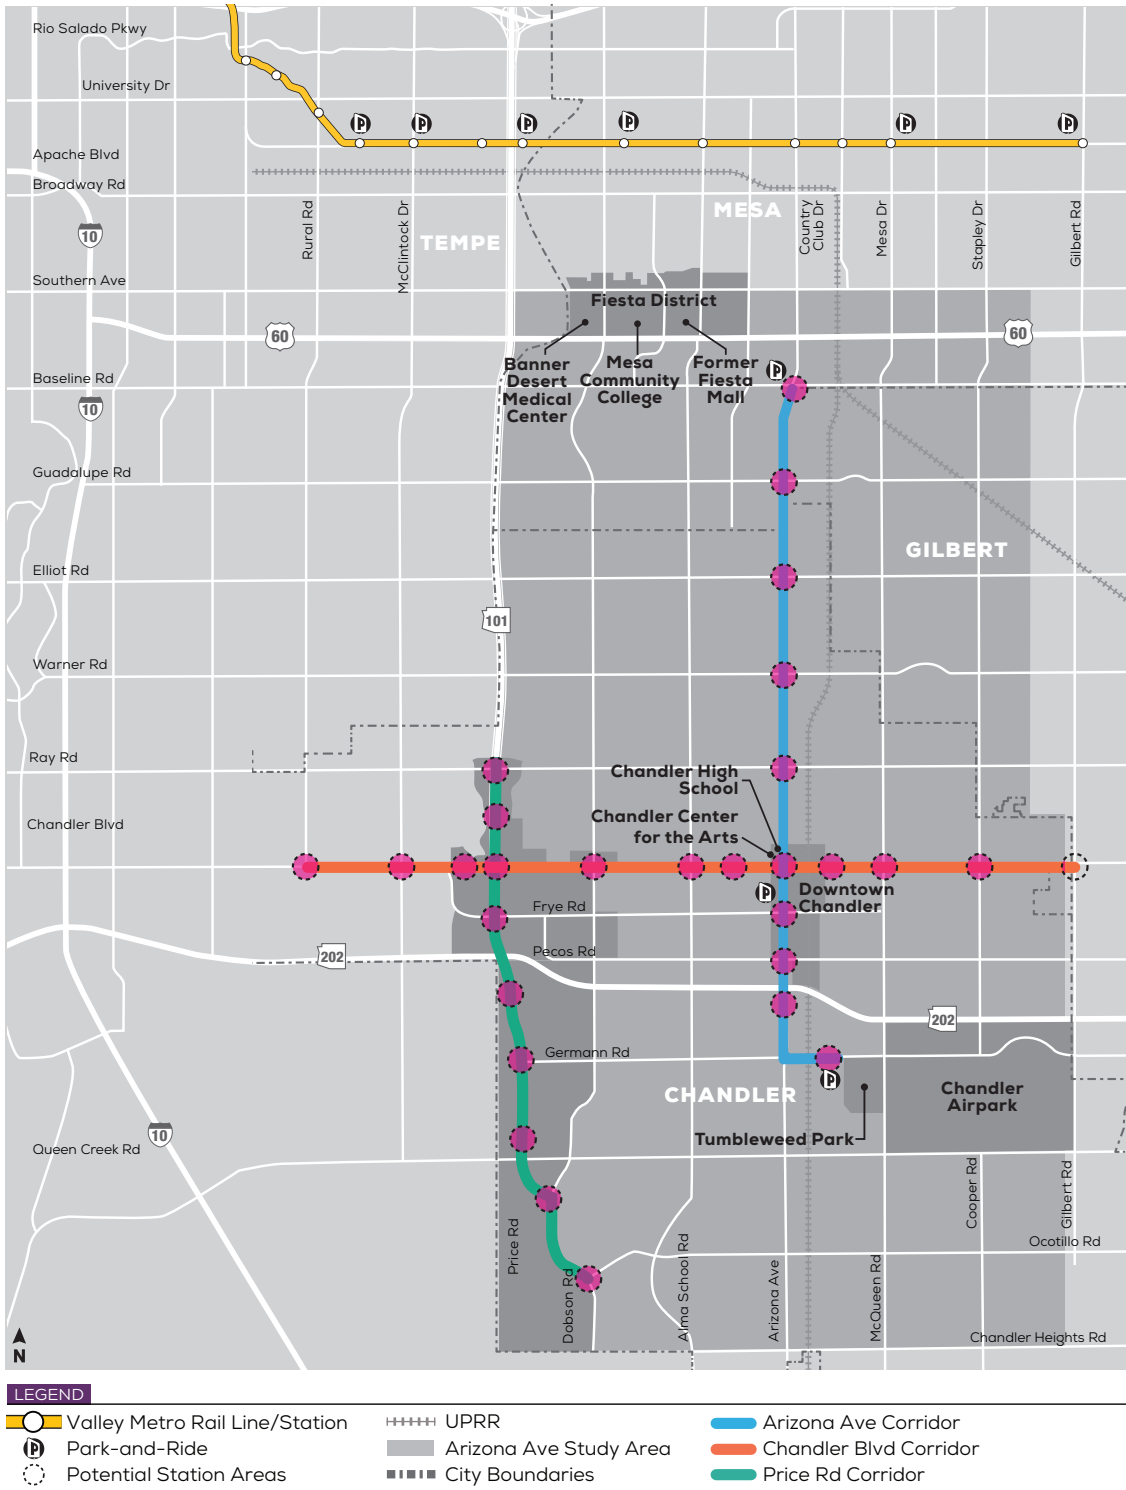 Rio Salado Pkwy
University Dr
Apache Blvd
Broadway Rd
MESA
10
Rural Rd
McClintock Dr
TEMPE
Country
Club Dr
Mesa Dr
Stapley Dr
Gilbert Rd
Southern Ave
Fiesta District
60
60
Banner
Desert
Medical
Center
Mesa
Community
College
Former
Fiesta
Mall
Baseline Rd
10
Guadalupe Rd
GILBERT
Elliot Rd
101
Warner Rd
Ray Rd
Chandler High
School
Chandler Blvd
Chandler Center
for the Arts
Downtown
Chandler
Frye Rd
Pecos Rd
202
202
Germann Rd
CHANDLER
Chandler
Airpark
10
Tumbleweed Park
Queen Creek Rd
Price Rd
Dobson Rd
Alma School Rd
Arizona Ave
McQueen Rd
Cooper Rd
Gilbert Rd
Ocotillo Rd
Chandler Heights Rd
N
LEGEND
Valley Metro Rail Line/Station
Park-and-Ride
Potential Station Areas
UPRR
Arizona Ave Study Area
City Boundaries
Arizona Ave Corridor
Chandler Blvd Corridor
Price Rd Corridor